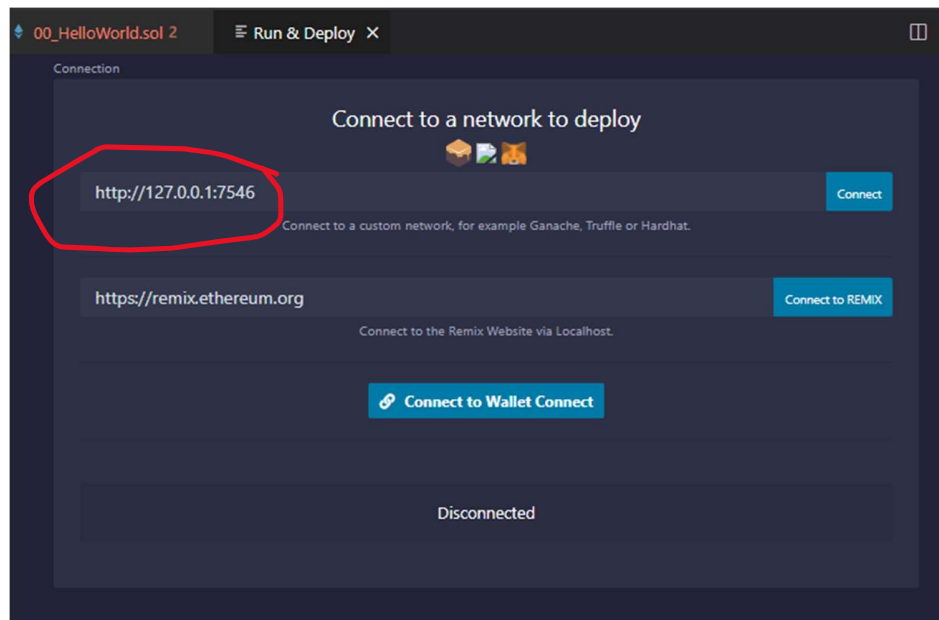 00_HelloWorld.sol 2 Run & Deploy
Connection
Connect to a network to deploy
http://127.0.0.1:7546 Connect
Connect to a custom network, for example Ganache, Truffle or Hardhat.
https://remix.ethereum.org Connect to REMIX
Connect to the Remix Website via Localhost.
Connect to Wallet Connect
Disconnected